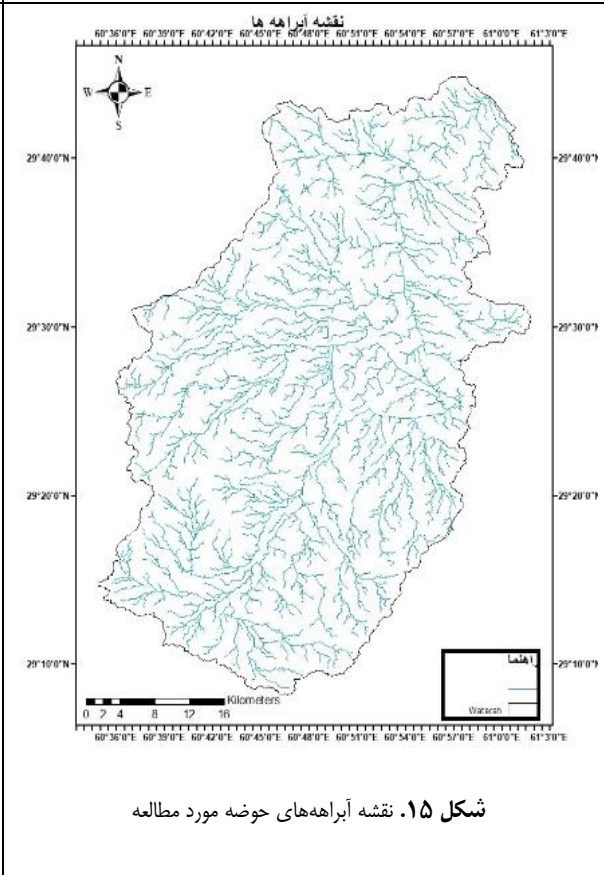 نقشه آبراهه ها
60°36'0"E 60°39'0"E 60°42'0"E 60°45'0"E 60°48'0"E 60°51'0"E 60°54'0"E 60°57'0"E 61°0'0"E 61°3'0"E
N
W E
S
29°40'0"N 29°40'0"N
29°30'0"N 29°30'0"N
29°20'0"N 29°20'0"N
29°10'0"N 29°10'0"N
راهنما
Watersh
Kilometers
0 2 4 8 12 16
60°36'0"E 60°39'0"E 60°42'0"E 60°45'0"E 60°48'0"E 60°51'0"E 60°54'0"E 60°57'0"E 61°0'0"E 61°3'0"E
شکل ۱۵. نقشه آبراهه‌های حوضه مورد مطالعه